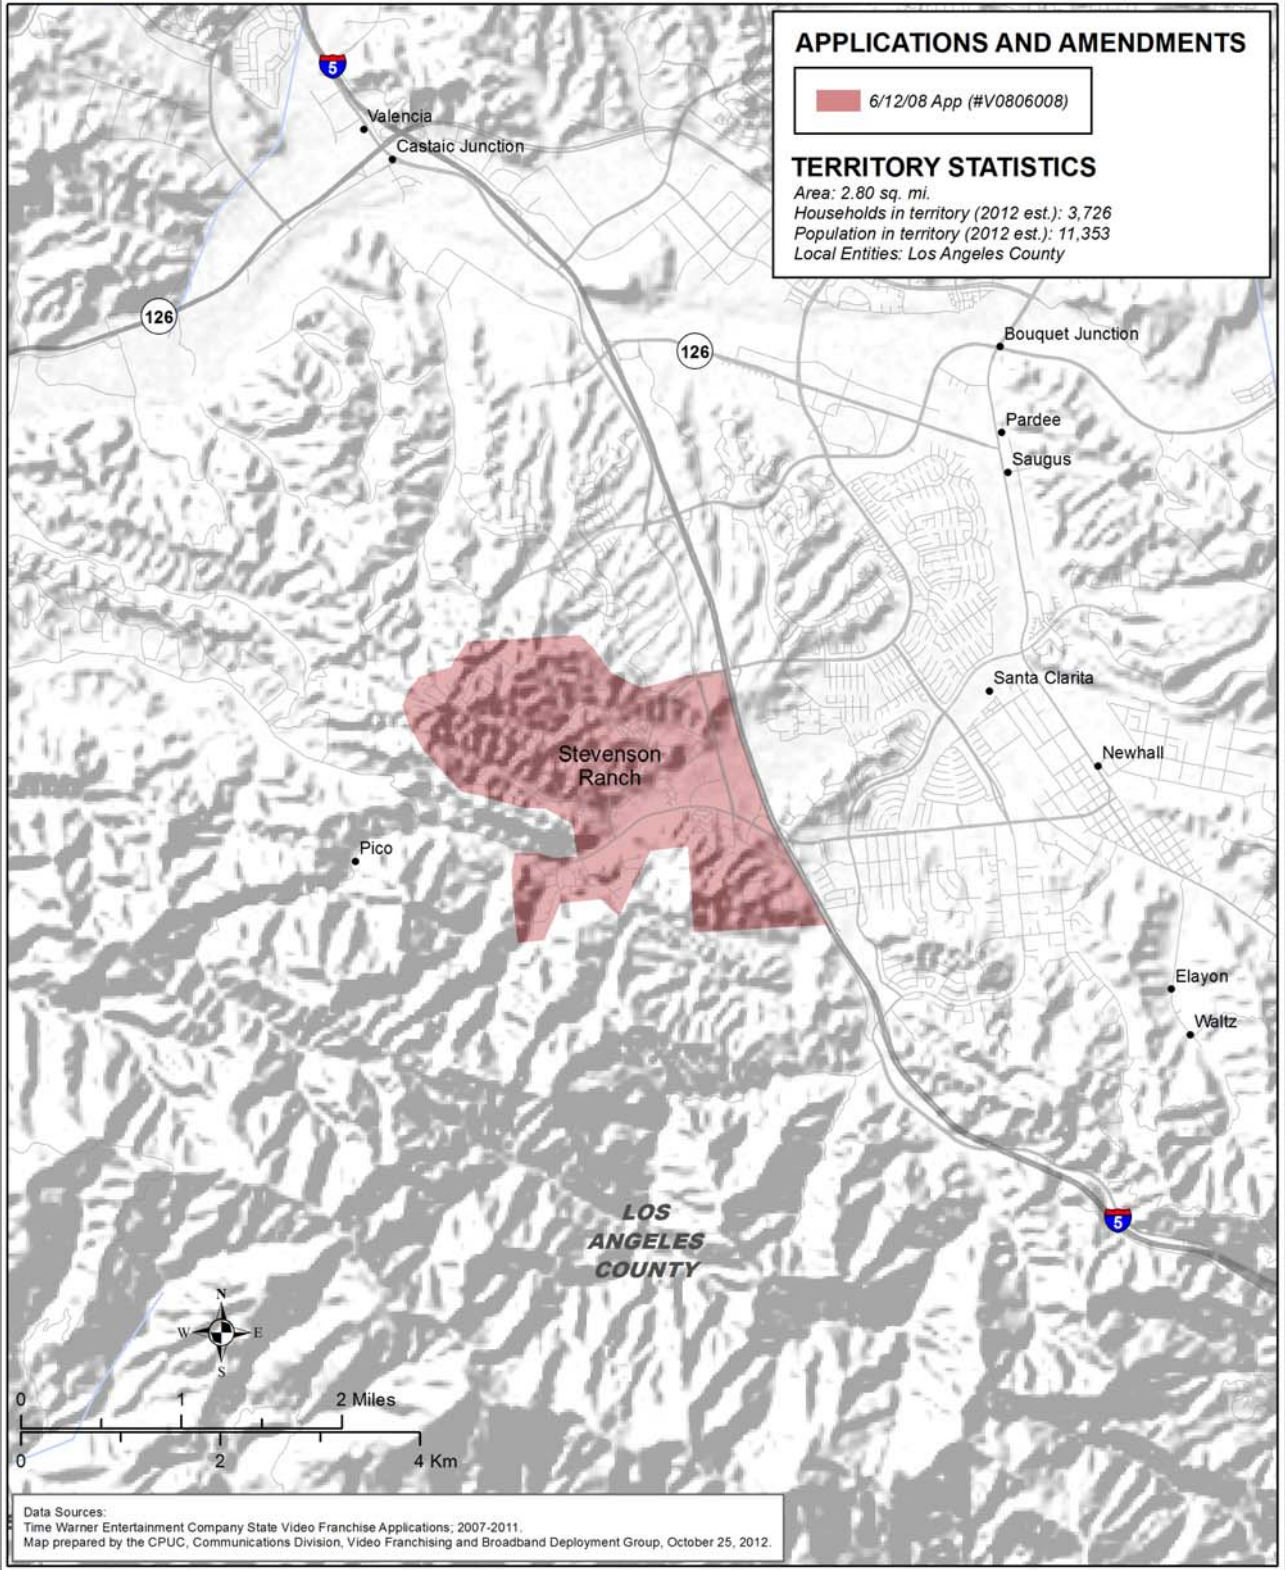 APPLICATIONS AND AMENDMENTS
6/12/08 App (#V0806008)
TERRITORY STATISTICS
Area: 2.80 sq. mi.
Households in territory (2012 est.): 3,726
Population in territory (2012 est.): 11,353
Local Entities: Los Angeles County
5
Valencia
Castaic Junction
126
126
Bouquet Junction
Pardee
Saugus
Santa Clarita
Newhall
Stevenson
Ranch
Pico
Elayon
Waltz
5
LOS
ANGELES
COUNTY
N
W E
S
0 1 2 Miles
0 2 4 Km
Data Sources:
Time Warner Entertainment Company State Video Franchise Applications; 2007-2011.
Map prepared by the CPUC, Communications Division, Video Franchising and Broadband Deployment Group, October 25, 2012.